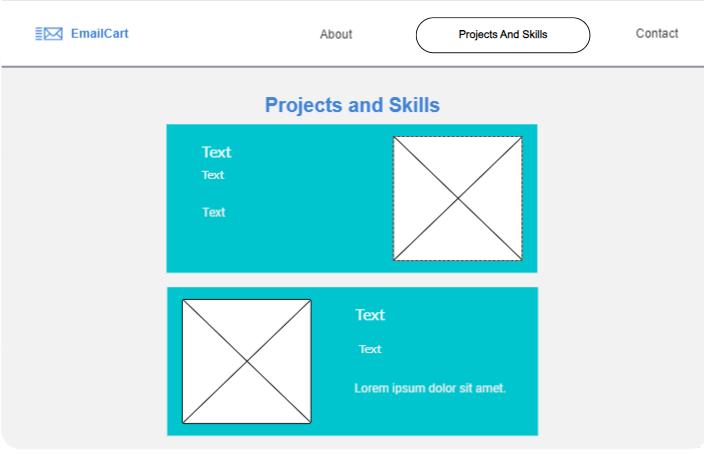 EmailCart
About
Projects And Skills
Contact
Projects and Skills
Text
Text
Text
Text
Text
Lorem ipsum dolor sit amet.